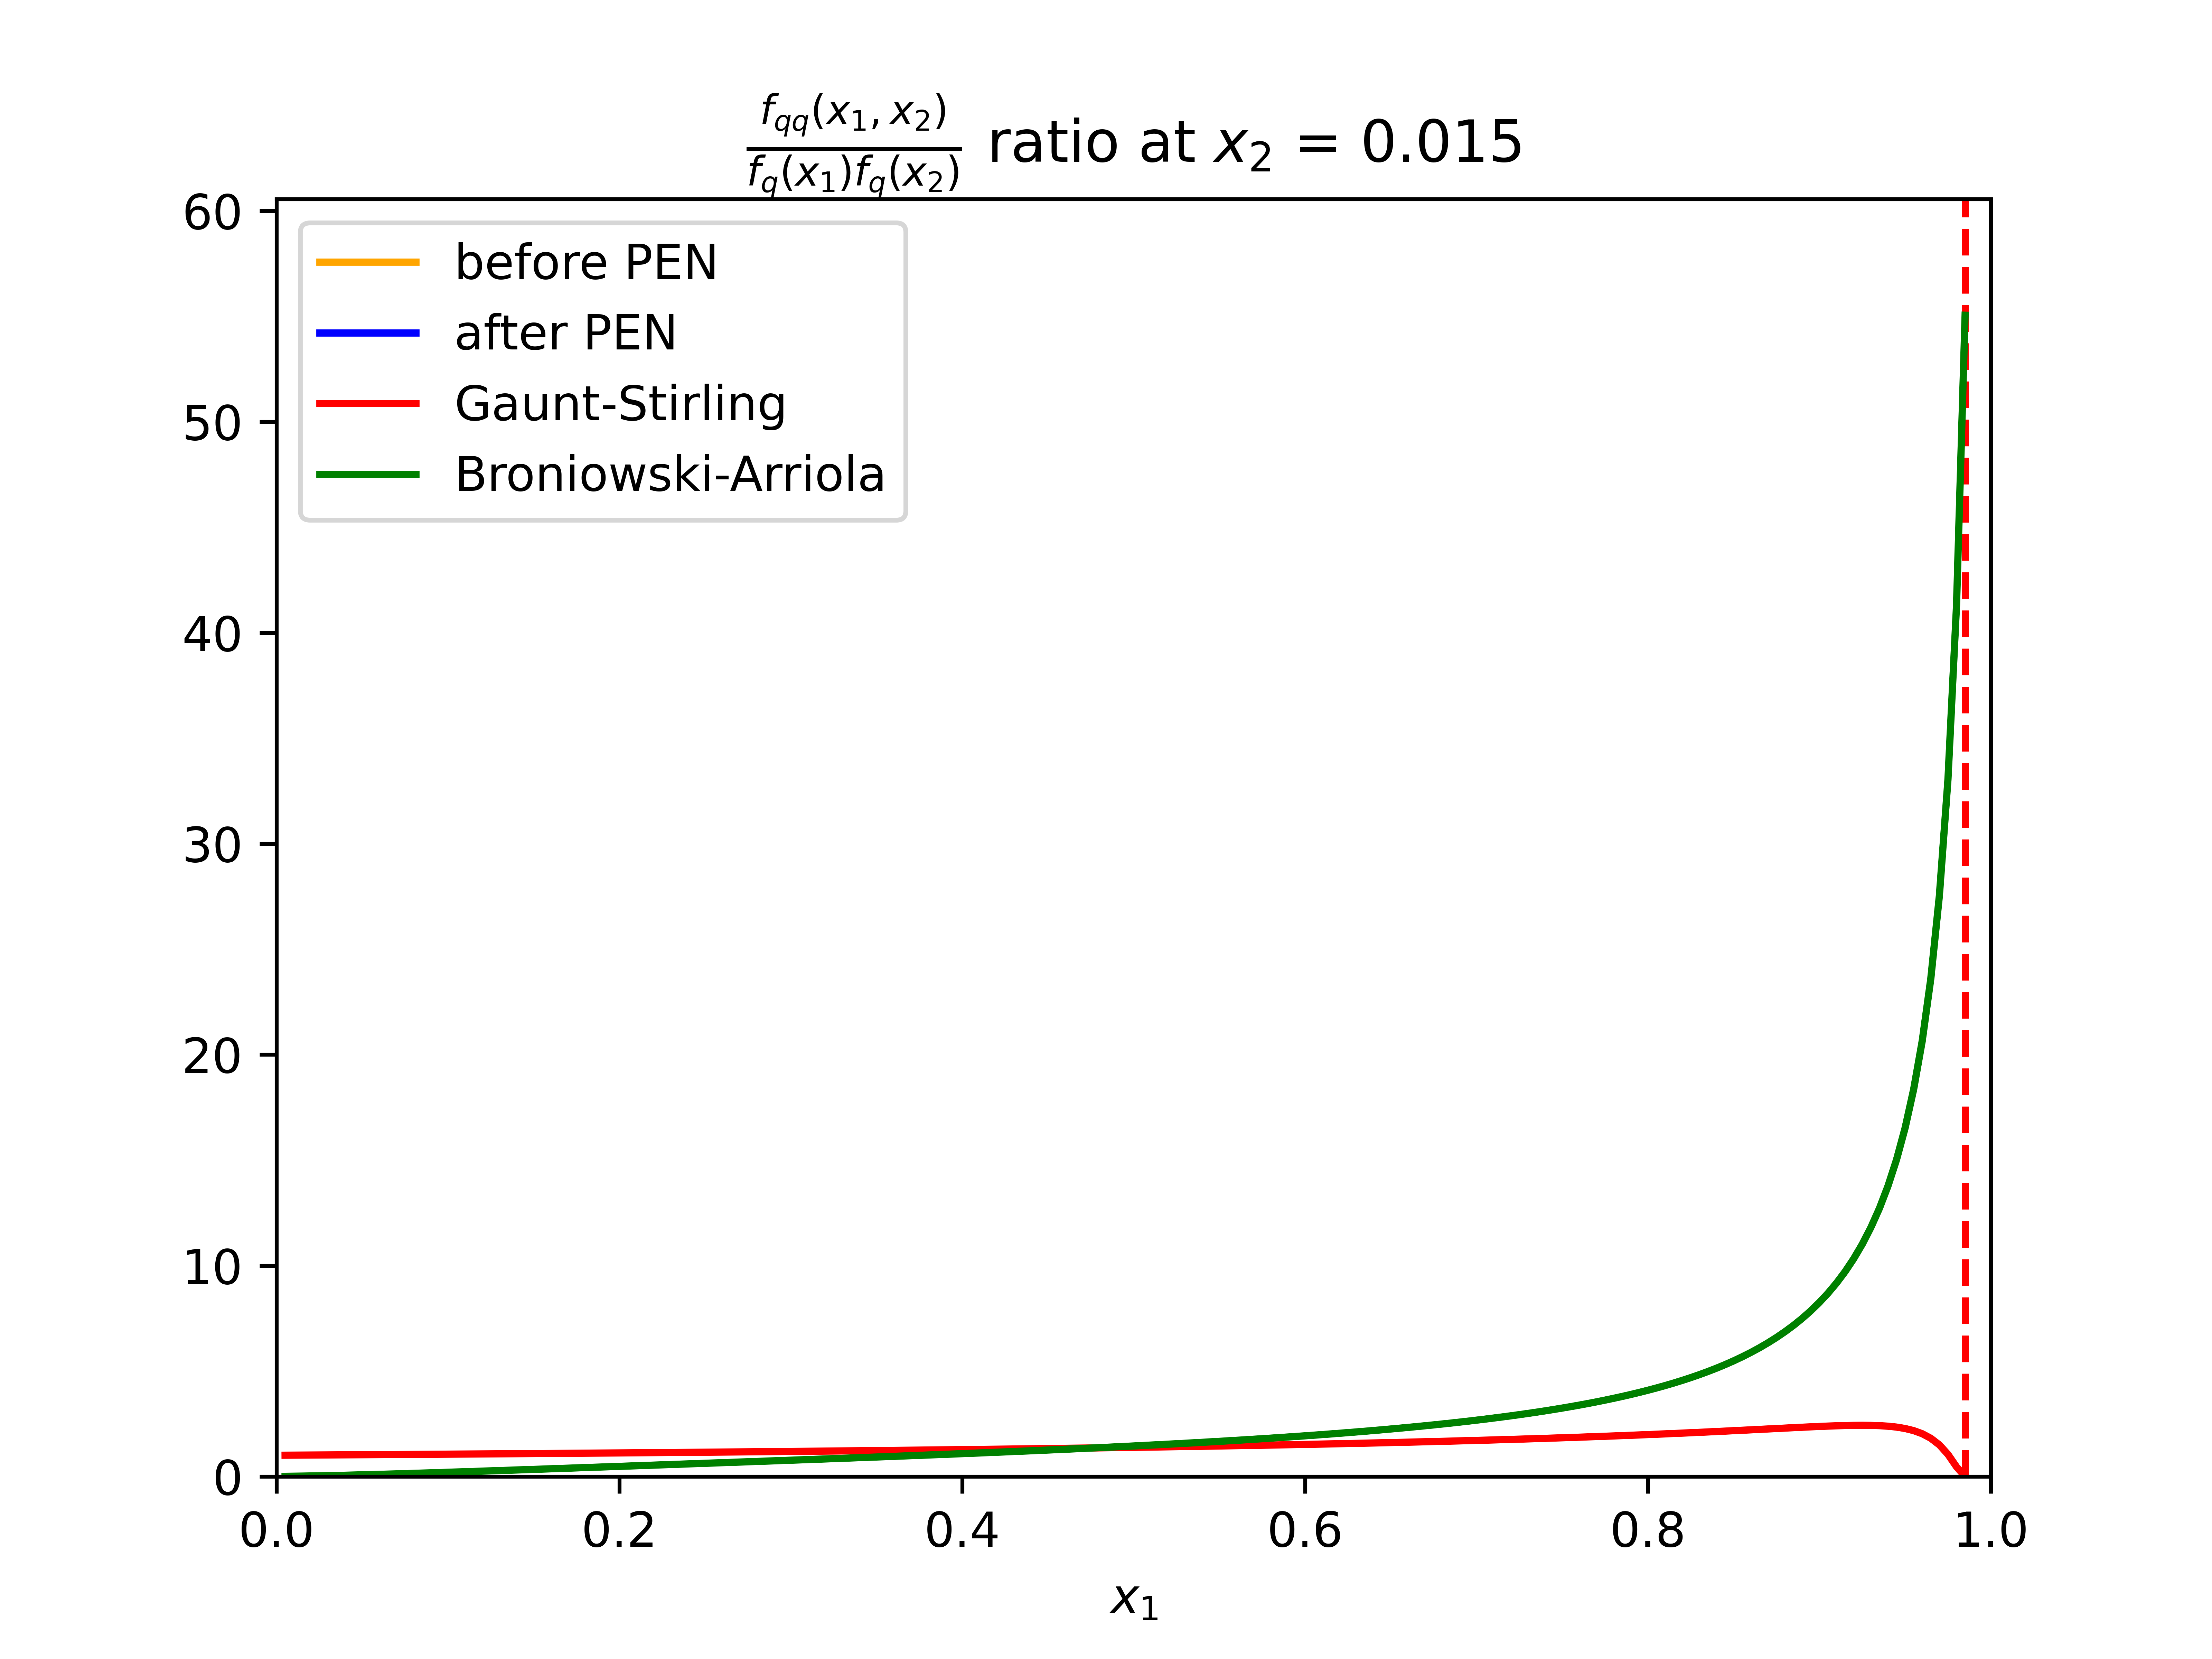 f_qq(x_1, x_2) / f_q(x_1)f_q(x_2) ratio at x_2 = 0.015
60
before PEN
after PEN
Gaunt-Stirling
Broniowski-Arriola
50
40
30
20
10
0
0.0 0.2 0.4 0.6 0.8 1.0
x_1